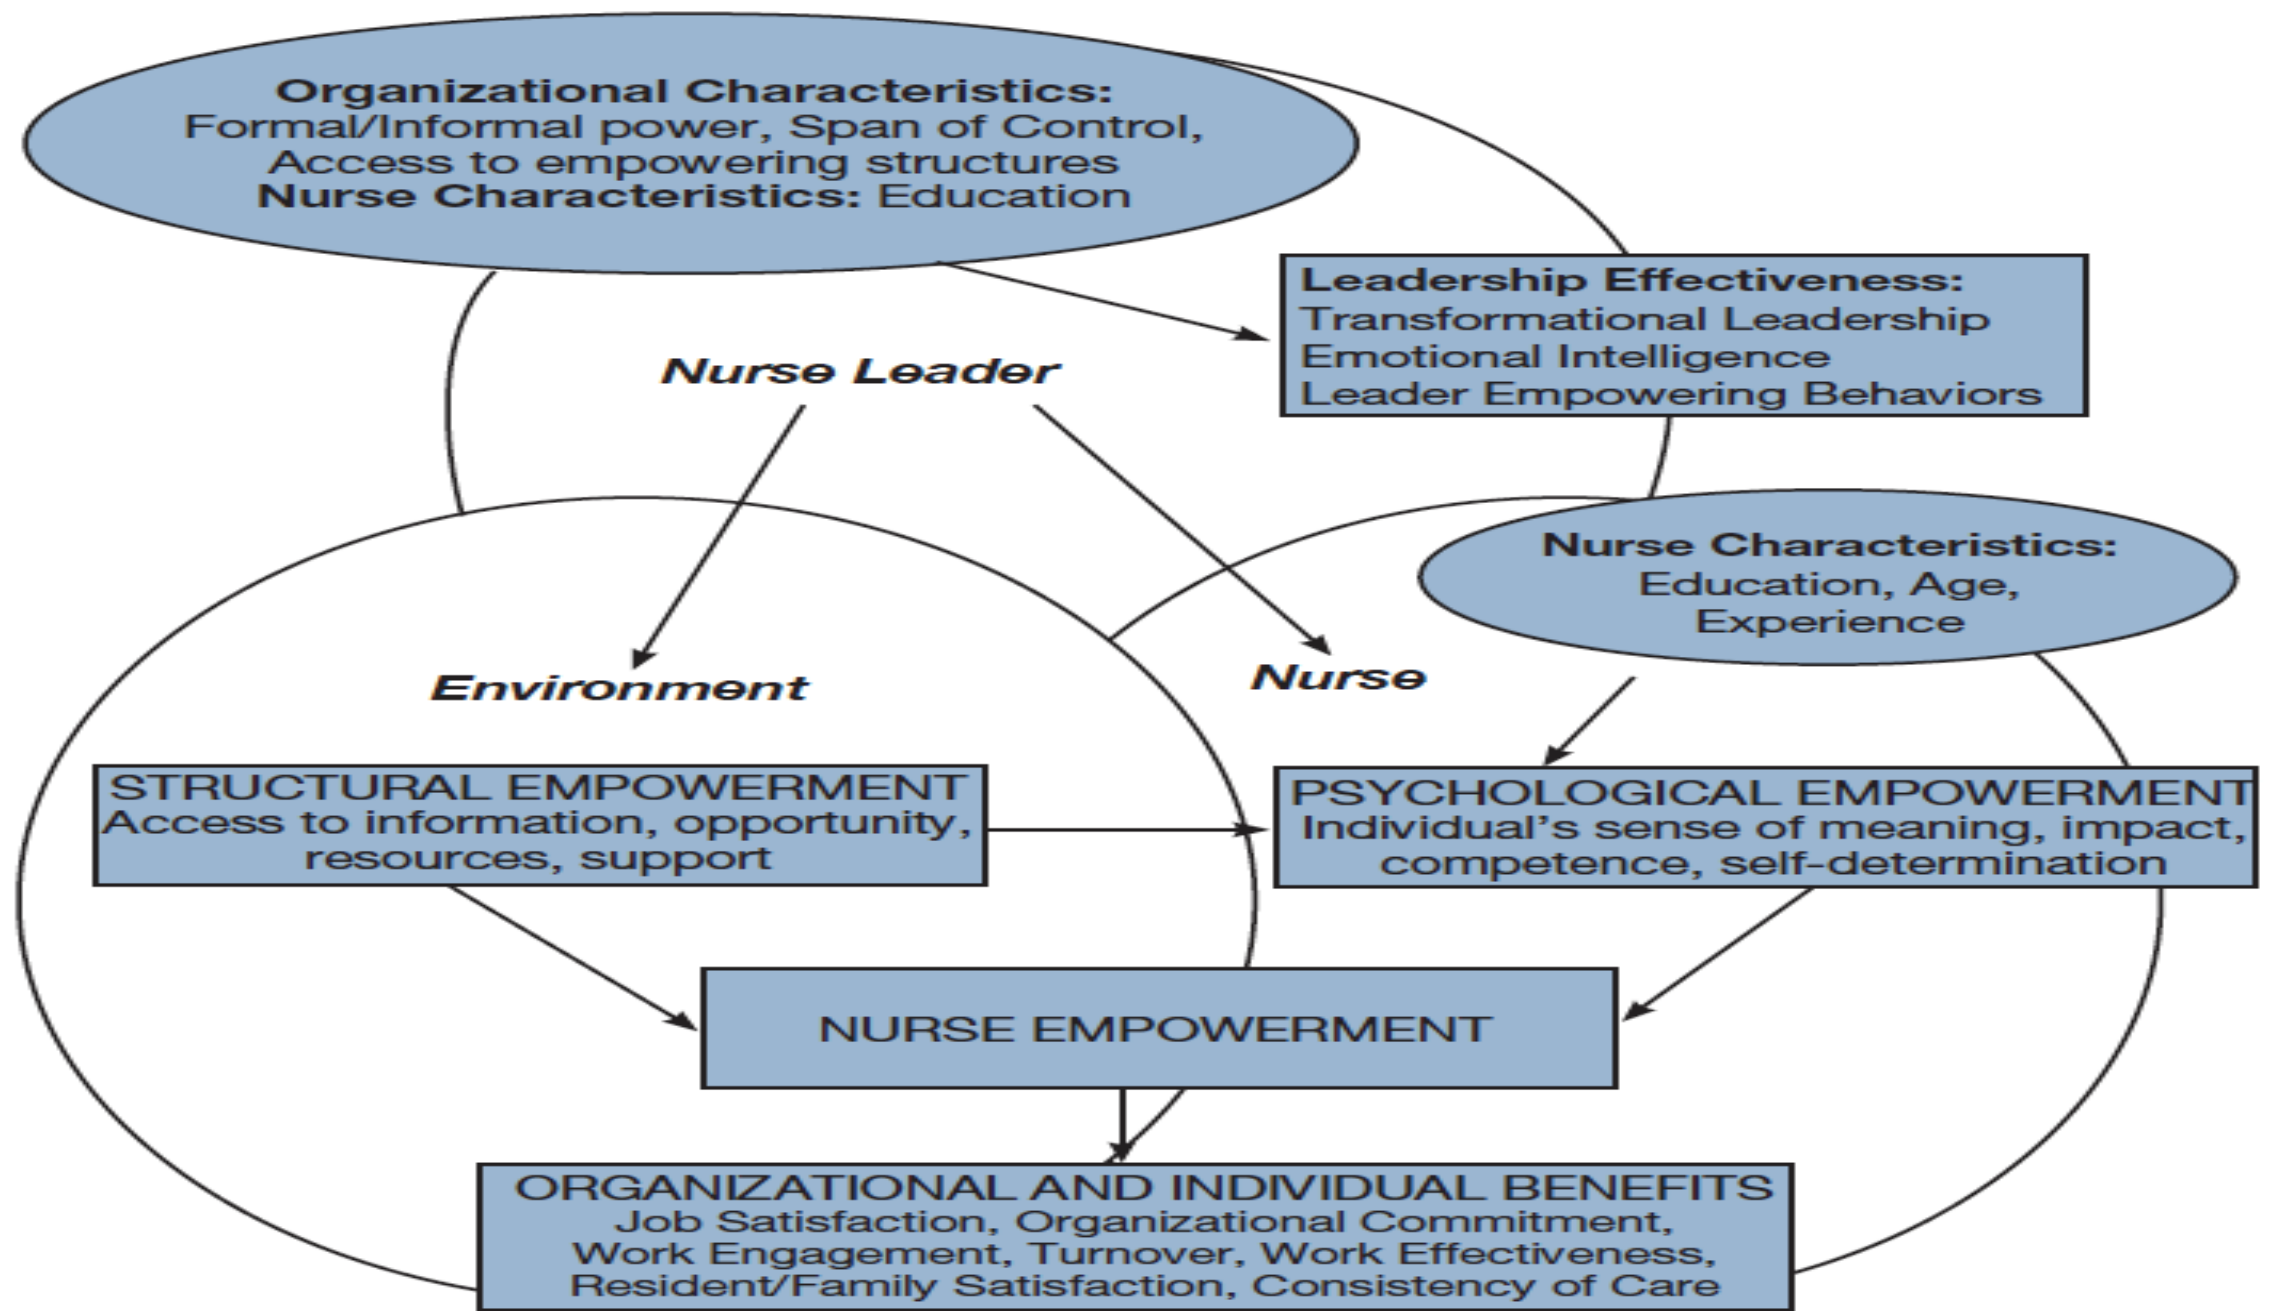 Organizational Characteristics:
Formal/Informal power, Span of Control,
Access to empowering structures
Nurse Characteristics: Education
Leadership Effectiveness:
Transformational Leadership
Emotional Intelligence
Leader Empowering Behaviors
Nurse Leader
Nurse Characteristics:
Education, Age,
Experience
Environment
Nurse
STRUCTURAL EMPOWERMENT
Access to information, opportunity,
resources, support
PSYCHOLOGICAL EMPOWERMENT
Individual's sense of meaning, impact,
competence, self-determination
NURSE EMPOWERMENT
ORGANIZATIONAL AND INDIVIDUAL BENEFITS
Job Satisfaction, Organizational Commitment,
Work Engagement, Turnover, Work Effectiveness,
Resident/Family Satisfaction, Consistency of Care